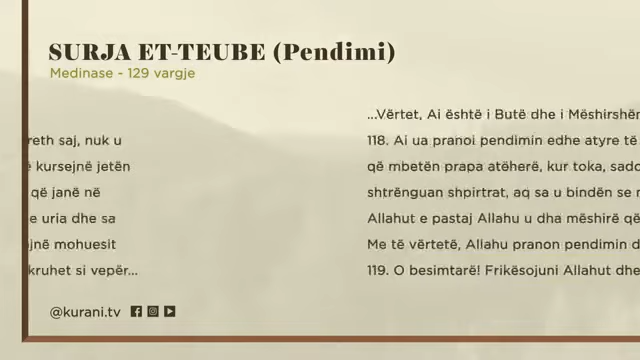 SURJA ET-TEUBE (Pendimi)
Medinase - 129 vargje
reth saj, nuk u
kursejnë jetën
që janë në
e uria dhe sa
jnë mohuesit
kruhet si vepër...
...Vërtet, Ai është i Butë dhe i Mëshirshër
118. Ai ua pranoi pendimin edhe atyre të
që mbetën prapa atëherë, kur toka, sado
shtrënguan shpirtrat, aq sa u bindën se
Allahut e pastaj Allahu u dha mëshirë që
Me të vërtetë, Allahu pranon pendimin d
119. O besimtarë! Frikësojuni Allahut dhe
@kurani.tv